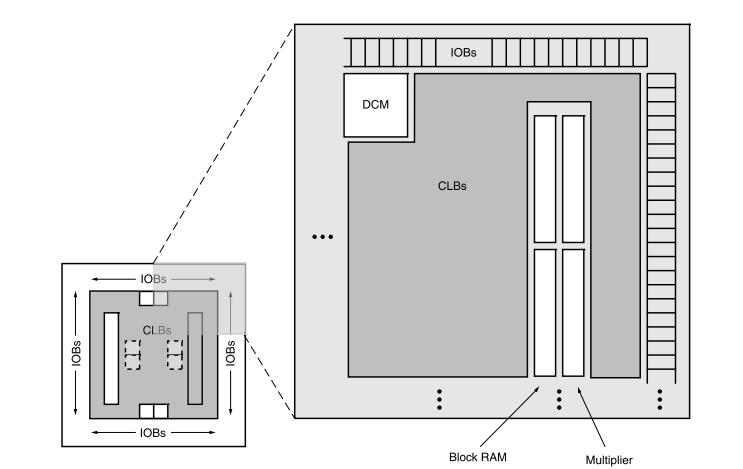 IOBs
DCM
CLBs
IOBs
CLBs
IOBs
IOBs
IOBs
Block RAM
Multiplier